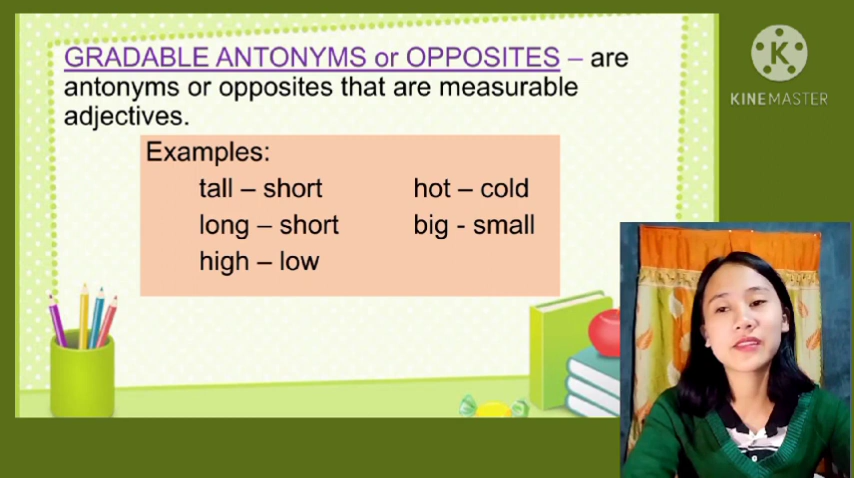 GRADABLE ANTONYMS or OPPOSITES – are
antonyms or opposites that are measurable
adjectives.
Examples:
tall – short hot – cold
long – short big - small
high – low
K
KINEMASTER